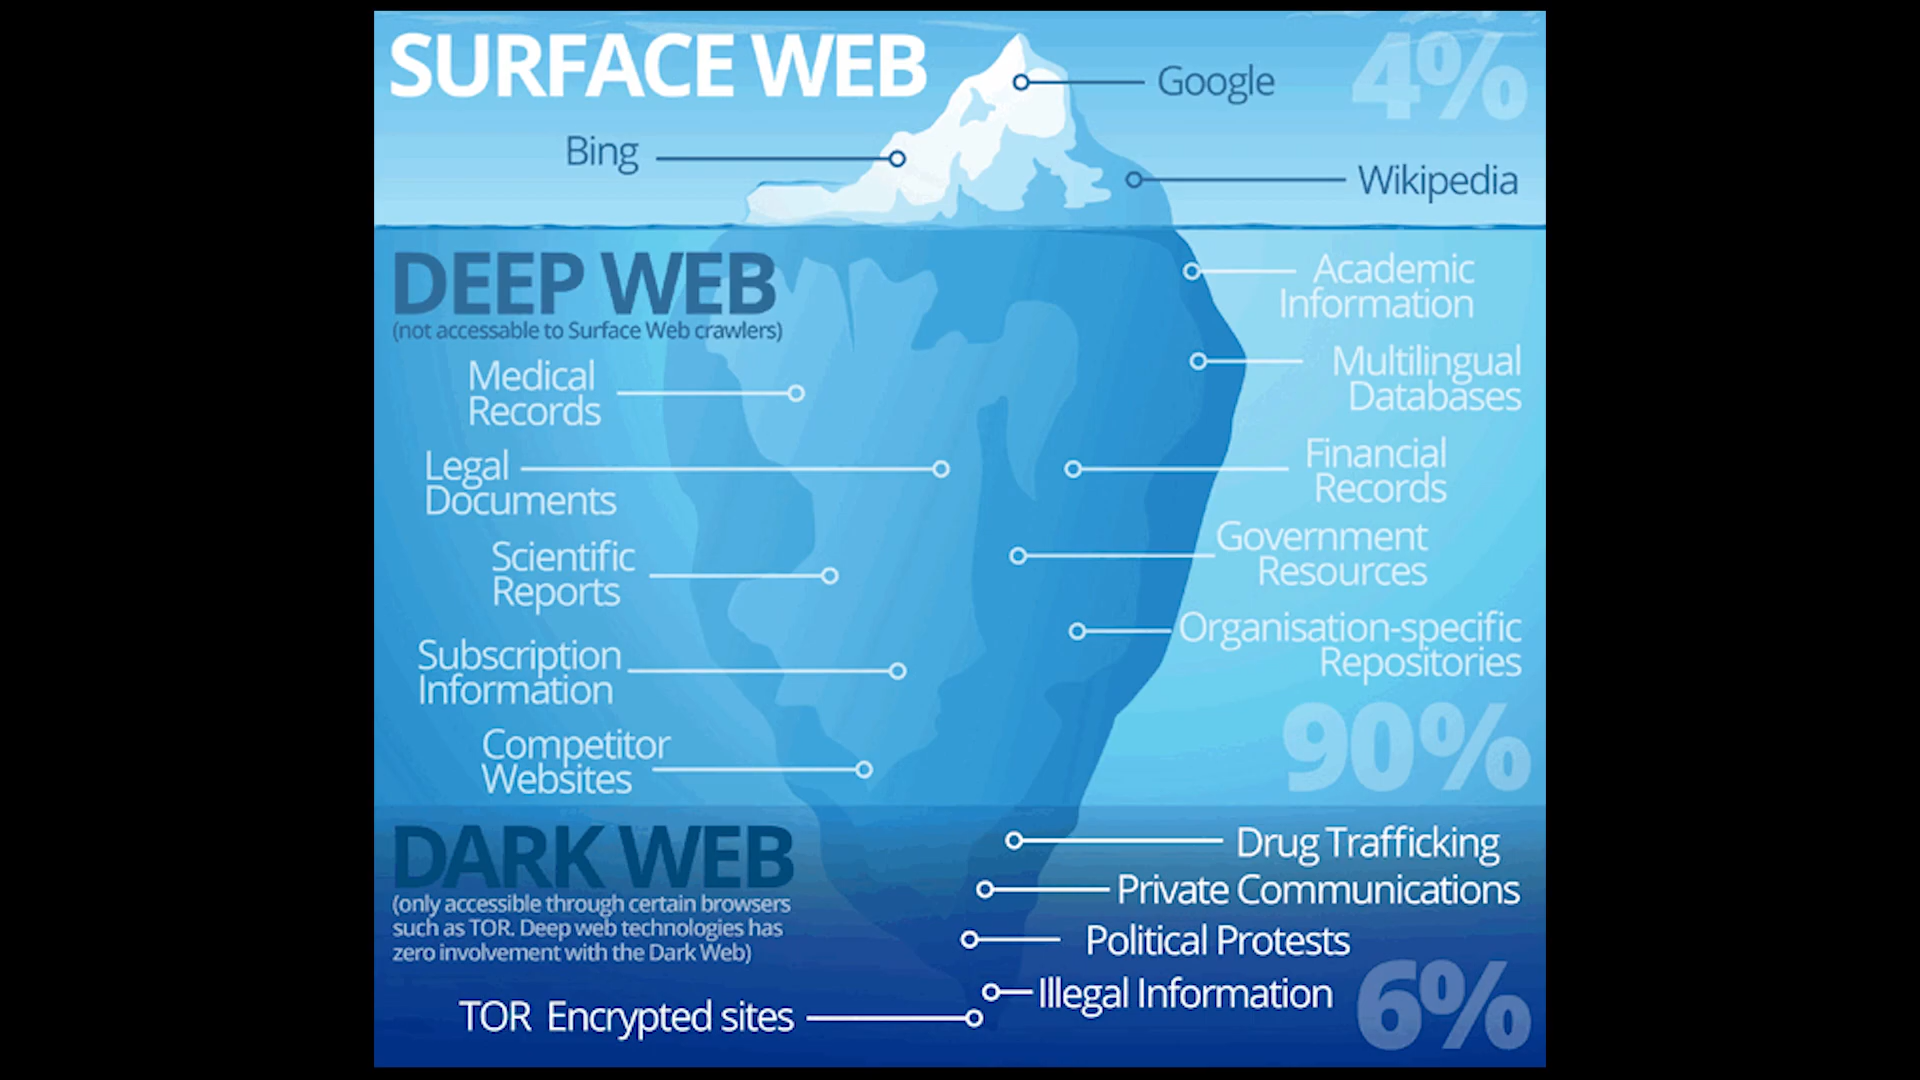 SURFACE WEB
4%
Google
Bing
Wikipedia
DEEP WEB
(not accessable to Surface Web crawlers)
Academic
Information
Medical
Records
Multilingual
Databases
Legal
Documents
Financial
Records
Scientific
Reports
Government
Resources
Subscription
Information
Organisation-specific
Repositories
Competitor
Websites
90%
DARK WEB
(only accessible through certain browsers
such as TOR. Deep web technologies has
zero involvement with the Dark Web)
Drug Trafficking
Private Communications
Political Protests
Illegal Information
TOR Encrypted sites
6%